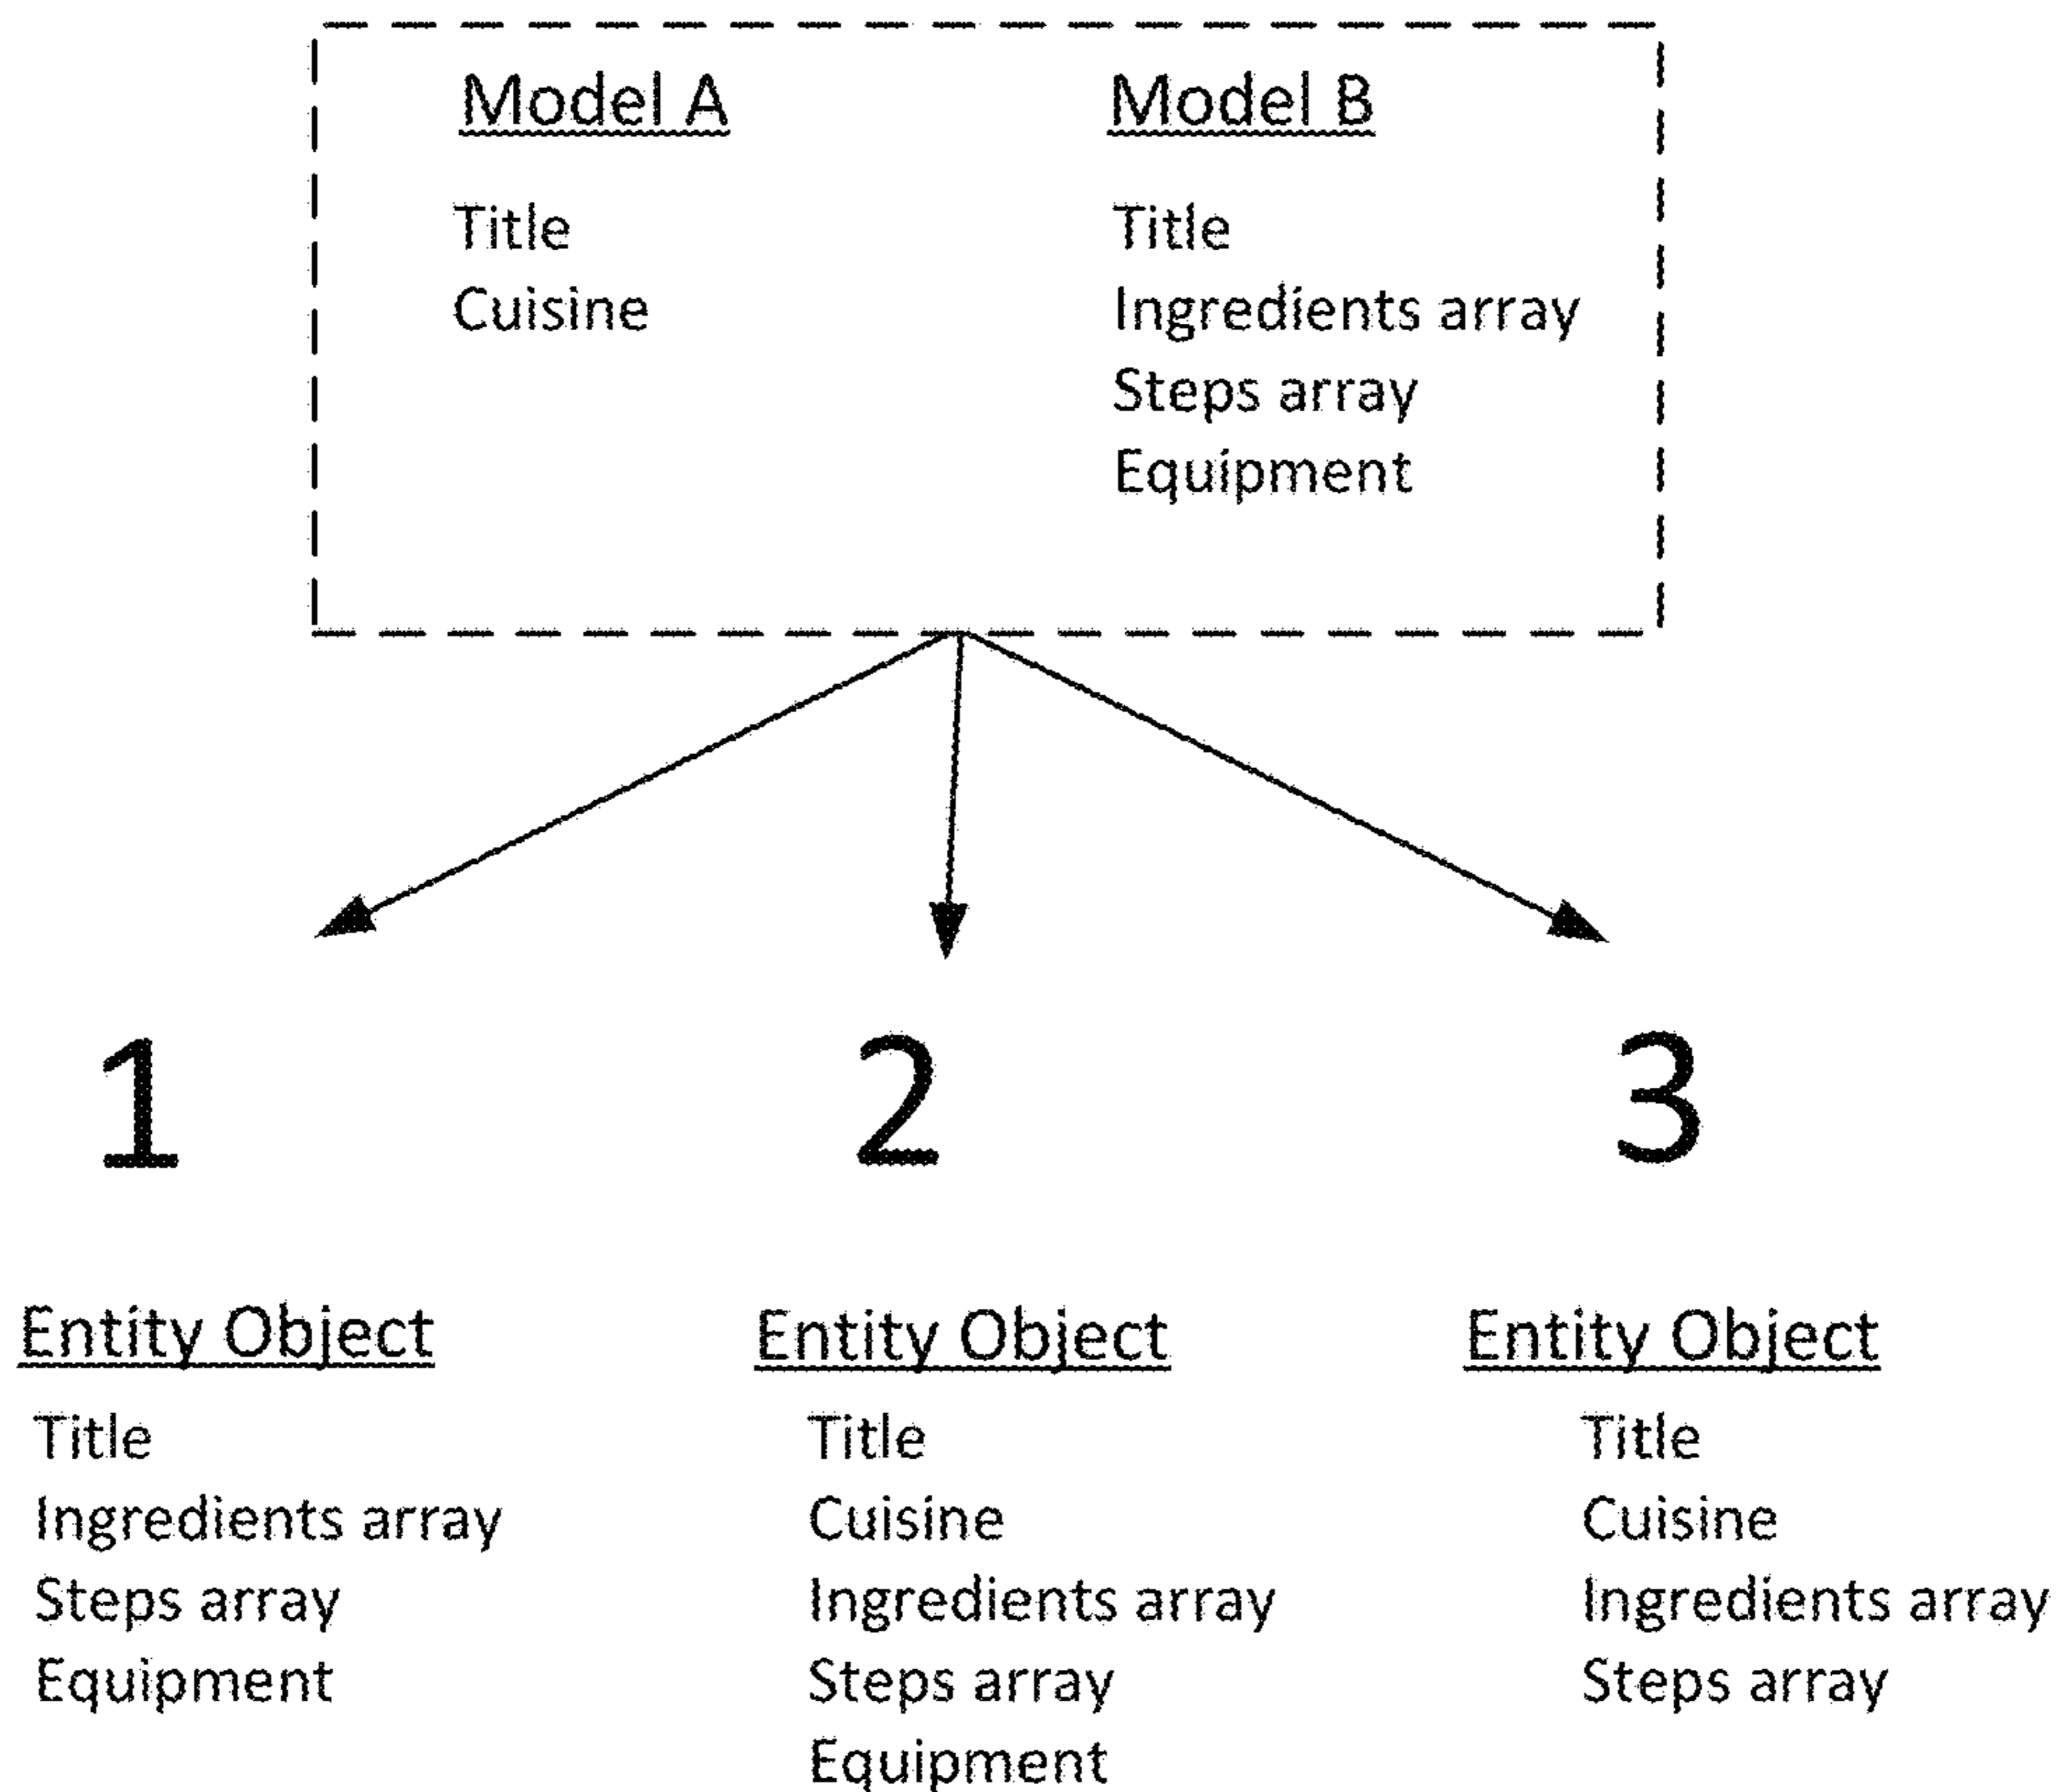 Model A
Title
Cuisine
Model B
Title
Ingredients array
Steps array
Equipment
1
Entity Object
Title
Ingredients array
Steps array
Equipment
2
Entity Object
Title
Cuisine
Ingredients array
Steps array
Equipment
3
Entity Object
Title
Cuisine
Ingredients array
Steps array